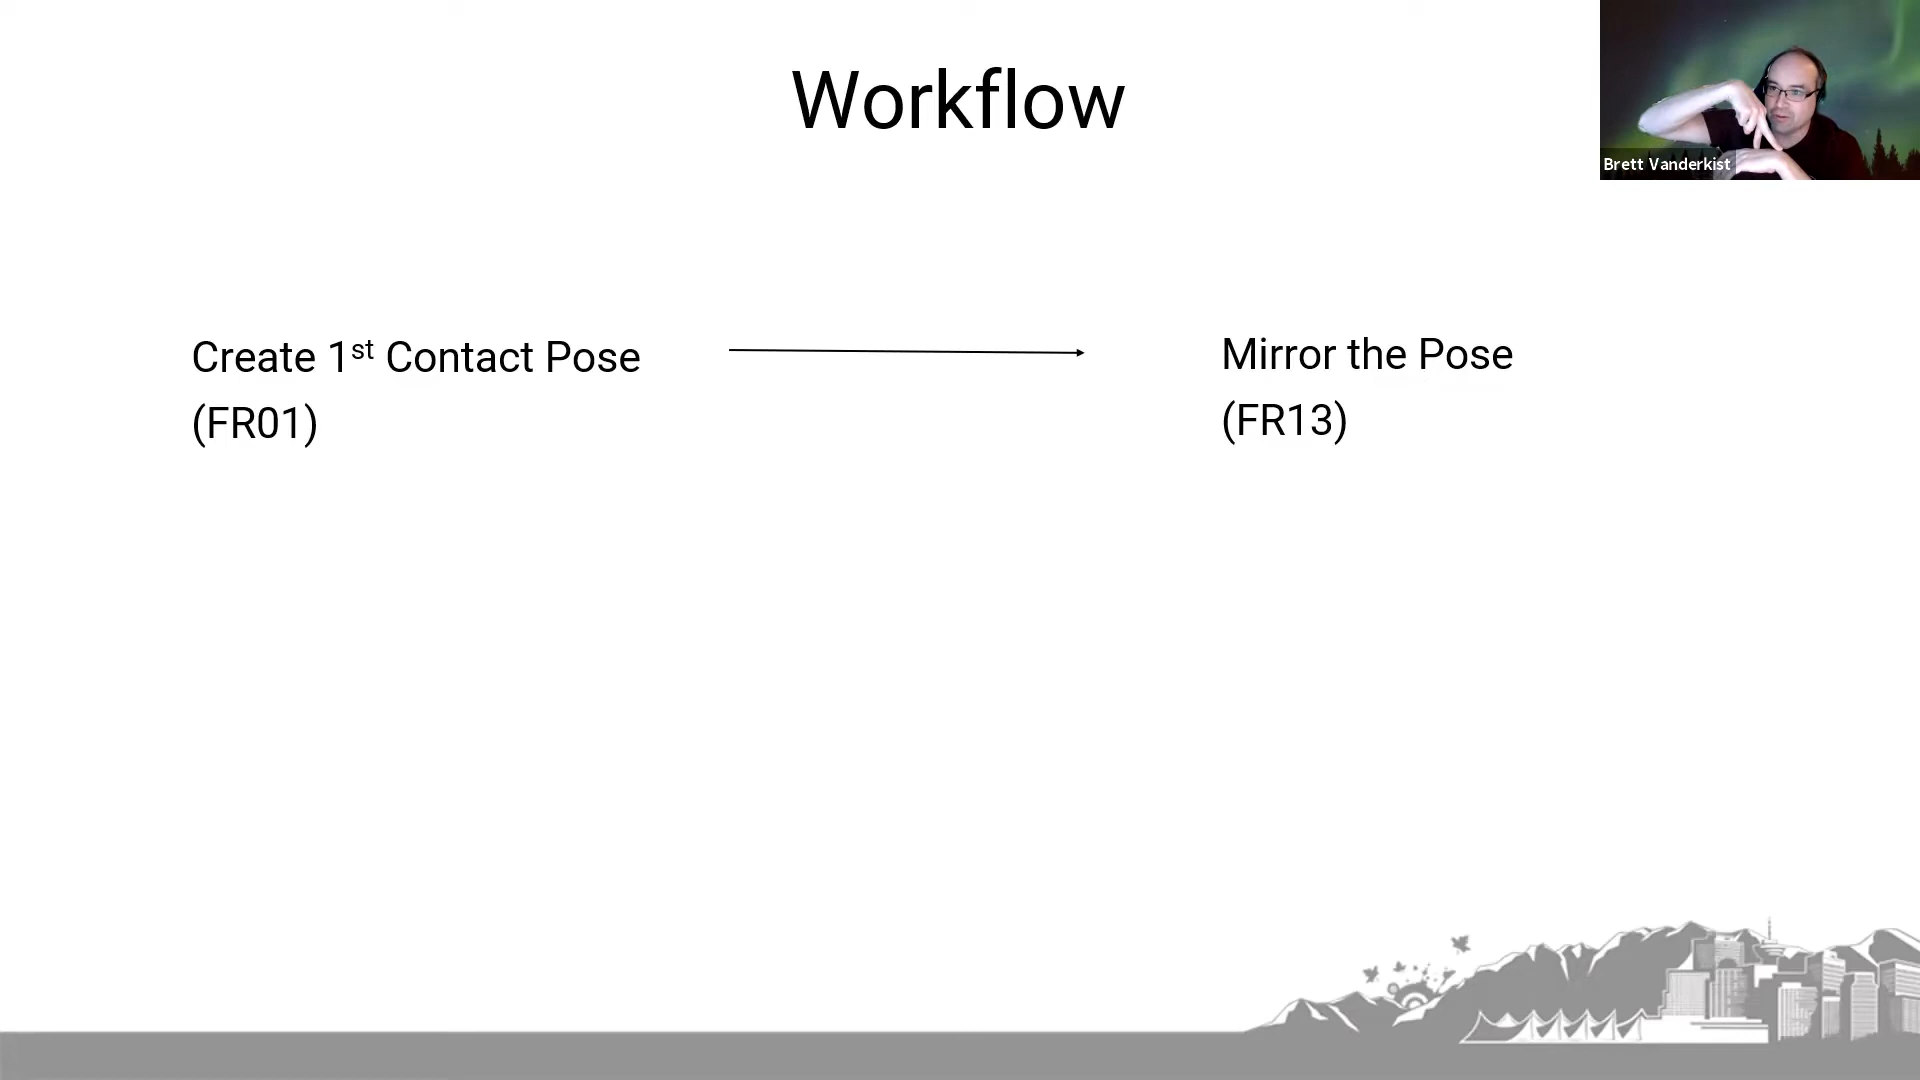 Workflow
Brett Vanderkist
Create 1st Contact Pose
(FR01)
Mirror the Pose
(FR13)